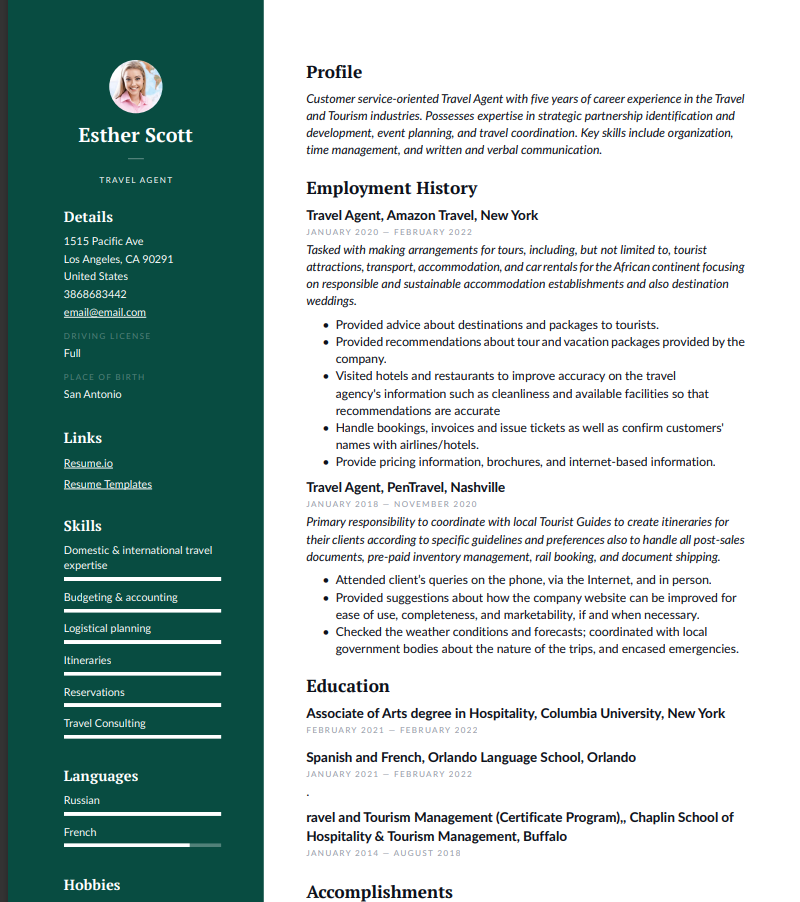 Esther Scott
TRAVEL AGENT
Details
1515 Pacific Ave
Los Angeles, CA 90291
United States
3868683442
email@email.com
DRIVING LICENSE
Full
PLACE OF BIRTH
San Antonio
Links
Resume.io
Resume Templates
Skills
Domestic & international travel
expertise
Budgeting & accounting
Logistical planning
Itineraries
Reservations
Travel Consulting
Languages
Russian
French
Hobbies
Profile
Customer service-oriented Travel Agent with five years of career experience in the Travel
and Tourism industries. Possesses expertise in strategic partnership identification and
development, event planning, and travel coordination. Key skills include organization,
time management, and written and verbal communication.
Employment History
Travel Agent, Amazon Travel, New York
JANUARY 2020 — FEBRUARY 2022
Tasked with making arrangements for tours, including, but not limited to, tourist
attractions, transport, accommodation, and car rentals for the African continent focusing
on responsible and sustainable accommodation establishments and also destination
weddings.
• Provided advice about destinations and packages to tourists.
• Provided recommendations about tour and vacation packages provided by the
company.
• Visited hotels and restaurants to improve accuracy on the travel
agency's information such as cleanliness and available facilities so that
recommendations are accurate
• Handle bookings, invoices and issue tickets as well as confirm customers'
names with airlines/hotels.
• Provide pricing information, brochures, and internet-based information.
Travel Agent, PenTravel, Nashville
JANUARY 2018 — NOVEMBER 2020
Primary responsibility to coordinate with local Tourist Guides to create itineraries for
their clients according to specific guidelines and preferences also to handle all post-sales
documents, pre-paid inventory management, rail booking, and document shipping.
• Attended client's queries on the phone, via the Internet, and in person.
• Provided suggestions about how the company website can be improved for
ease of use, completeness, and marketability, if and when necessary.
• Checked the weather conditions and forecasts; coordinated with local
government bodies about the nature of the trips, and encased emergencies.
Education
Associate of Arts degree in Hospitality, Columbia University, New York
FEBRUARY 2021 — FEBRUARY 2022
Spanish and French, Orlando Language School, Orlando
JANUARY 2021 — FEBRUARY 2022
.
ravel and Tourism Management (Certificate Program),, Chaplin School of
Hospitality & Tourism Management, Buffalo
JANUARY 2014 — AUGUST 2018
Accomplishments